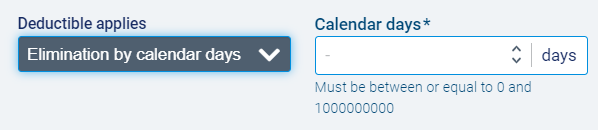 Deductible applies
Calendar days*
Elimination by calendar days
- days
Must be between or equal to 0 and
1000000000